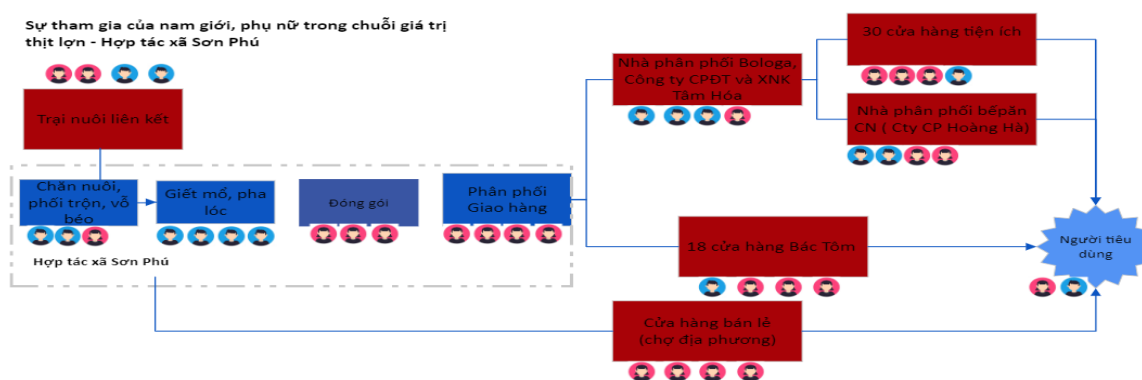 Sự tham gia của nam giới, phụ nữ trong chuỗi giá trị
thịt lợn - Hợp tác xã Sơn Phú
Trại nuôi liên kết
Chăn nuôi,
phối trộn, vỗ
béo
Giết mổ, pha
lóc
Đóng gói
Phân phối
Giao hàng
Hợp tác xã Sơn Phú
Nhà phân phối Bologa,
Công ty CPĐT và XNK
Tâm Hóa
30 cửa hàng tiện ích
Nhà phân phối bếpăn
CN ( Cty CP Hoàng Hà)
18 cửa hàng Bác Tôm
Cửa hàng bán lẻ
(chợ địa phương)
Người tiêu
dùng